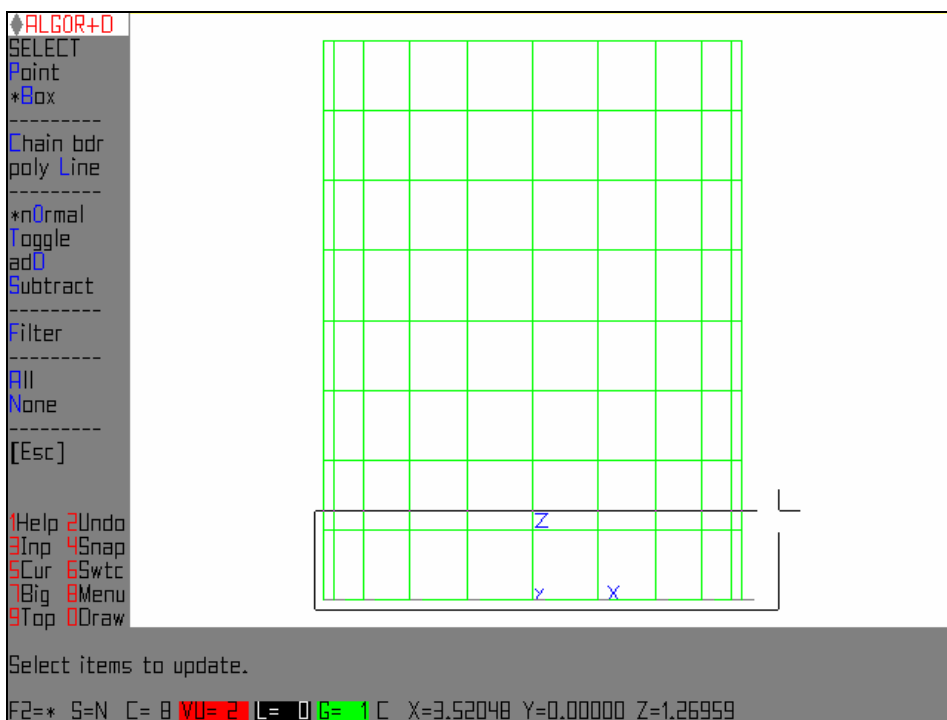 ALGOR+D
SELECT
Point
*Box
---------
Chain bdr
poly Line
---------
*nOrmal
Toggle
adD
Subtract
---------
Filter
---------
All
None
---------
[Esc]
1Help 2Undo
3Inp 4Snap
5Cur 6Swtc
7Big 8Menu
9Top 0Draw
Z
Y X
Select items to update.
F2=* S=N C= 8 VU= 2 L= 0 G= 1 C X=3.52048 Y=0.00000 Z=1.26959